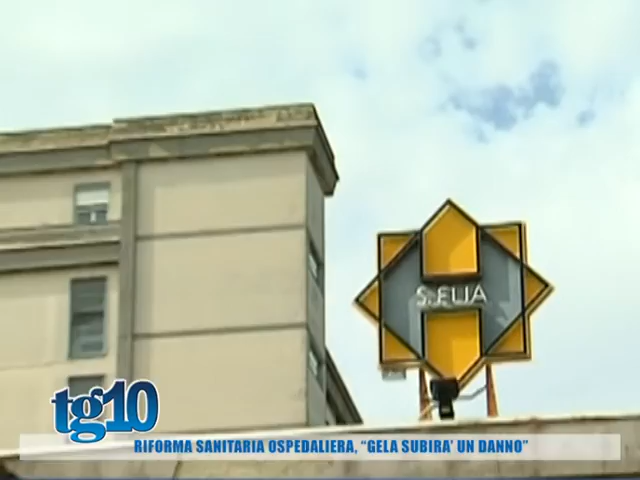 S. ELIA
tg10
RIFORMA SANITARIA OSPEDALIERA, “GELA SUBIRA' UN DANNO”